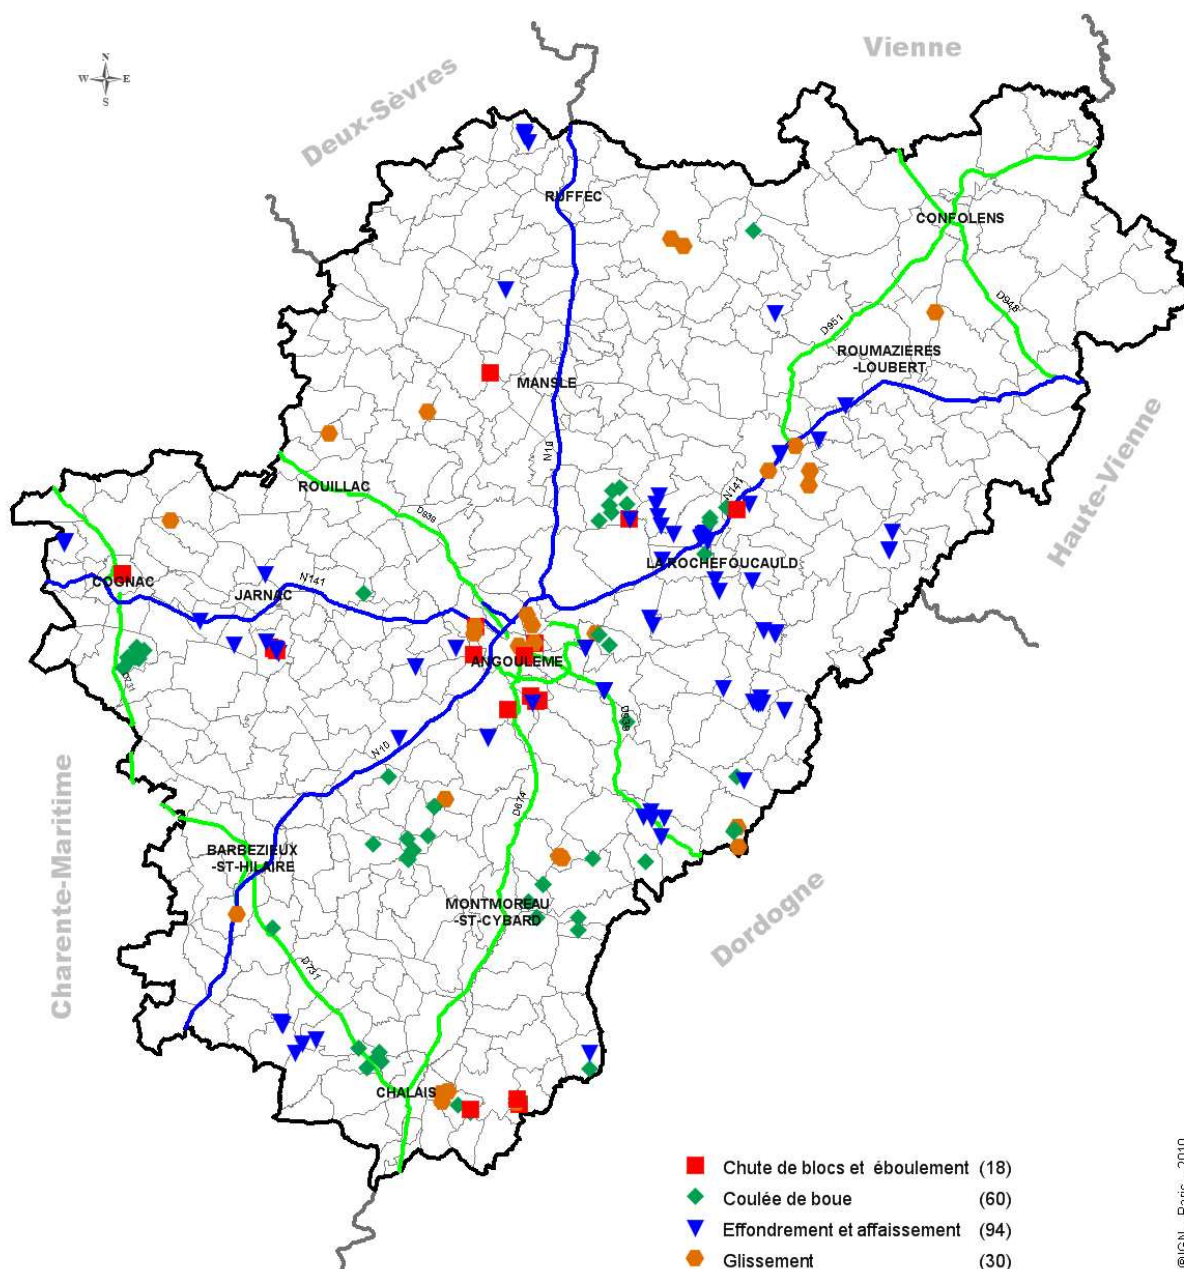 Vienne
Deux-Sèvres
N
W E
S
RUFFEC
CONFOLENS
D948
D951
ROUMAZIERES
-LOUBERT
MANSLE
N10
Haute-Vienne
ROUILLAC
D939
N141
LA ROCHEFOUCAULD
COGNAC
N141
JARNAC
ANGOULEME
D731
D939
N10
D674
Charente-Maritime
BARBEZIEUX
-ST-HILAIRE
MONTMOREAU
-ST-CYBARD
Dordogne
D731
CHALAIS
Chute de blocs et éboulement (18)
Coulée de boue (60)
Effondrement et affaissement (94)
Glissement (30)
©IGN Paris 2010